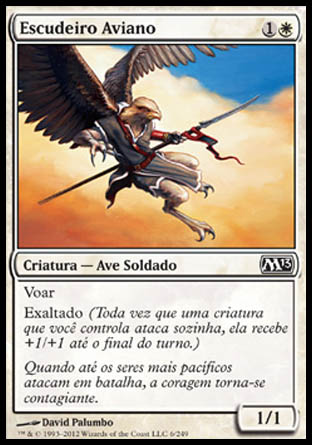 Escudeiro Aviano 1
Criatura — Ave Soldado M13
Voar
Exaltado (Toda vez que uma criatura
que você controla ataca sozinha, ela recebe
+1/+1 até o final do turno.)
Quando até os seres mais pacíficos
atacam em batalha, a coragem torna-se
contagiante.
David Palumbo
™ & © 1993–2012 Wizards of the Coast LLC 6/249
1/1